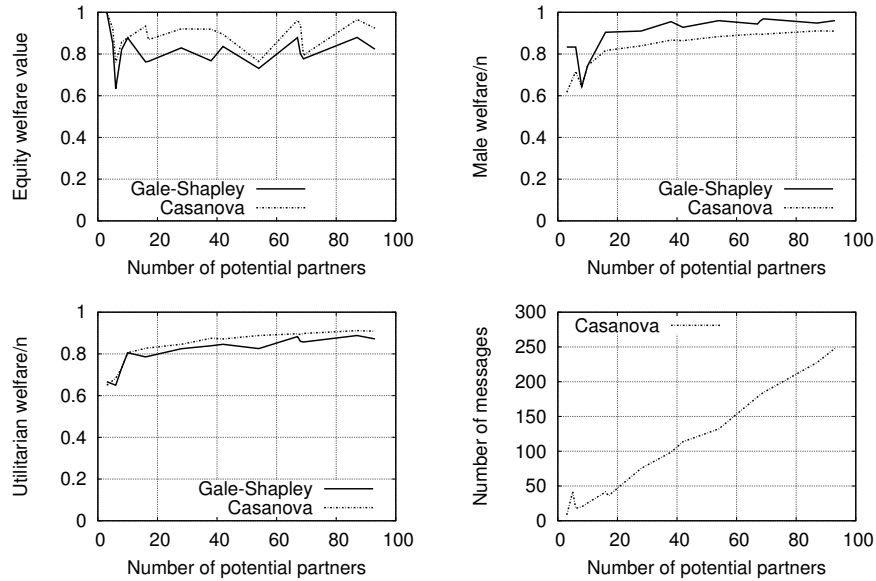 Equity welfare value
1
0.8
0.6
0.4
0.2
0
Gale-Shapley
Casanova
0 20 40 60 80 100
Number of potential partners
Male welfare/n
1
0.8
0.6
0.4
0.2
0
Gale-Shapley
Casanova
0 20 40 60 80 100
Number of potential partners
Utilitarian welfare/n
1
0.8
0.6
0.4
0.2
0
Gale-Shapley
Casanova
0 20 40 60 80 100
Number of potential partners
Number of messages
300
250
200
150
100
50
0
Casanova
0 20 40 60 80 100
Number of potential partners